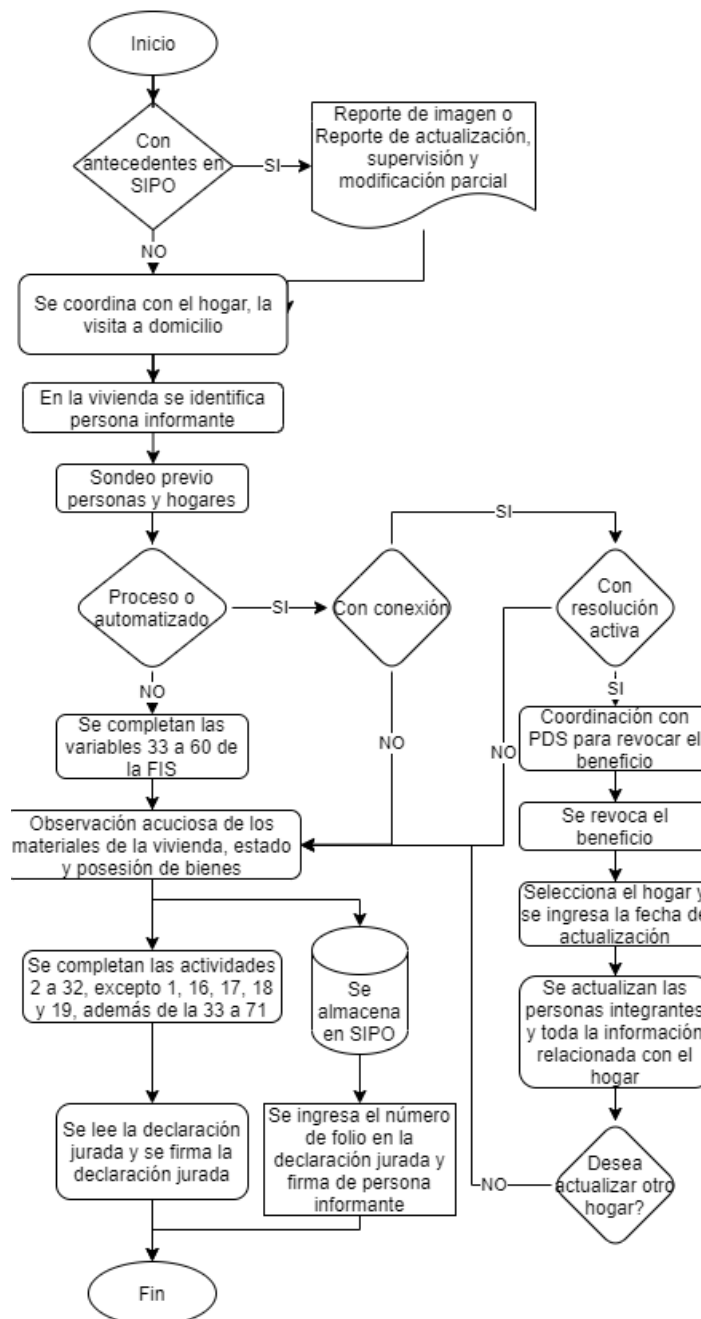 Inicio
Con
antecedentes en
SIPO
SI
Reporte de imagen o
Reporte de actualización,
supervisión y
modificación parcial
NO
Se coordina con el hogar, la
visita a domicilio
En la vivienda se identifica
persona informante
Sondeo previo
personas y hogares
SI
Proceso o
automatizado
SI
Con conexión
Con
resolución
activa
NO
SI
NO
NO
Se completan las
variables 33 a 60 de
la FIS
Coordinación con
PDS para revocar el
beneficio
Observación acuciosa de los
materiales de la vivienda, estado
y posesión de bienes
Se revoca el
beneficio
Selecciona el hogar y
se ingresa la fecha de
actualización
Se completan las actividades
2 a 32, except​o 1, 16, 17, 18
y 19, además de la 33 a 71
Se
almacena
en SIPO
Se actualizan las
personas integrantes
y toda la información
relacionada con el
hogar
Se lee la declaración
jurada y se firma la
declaración jurada
Se ingresa el número
de folio en la
declaración jurada y
firma de persona
informante
NO
Desea
actualizar otro
hogar?
Fin